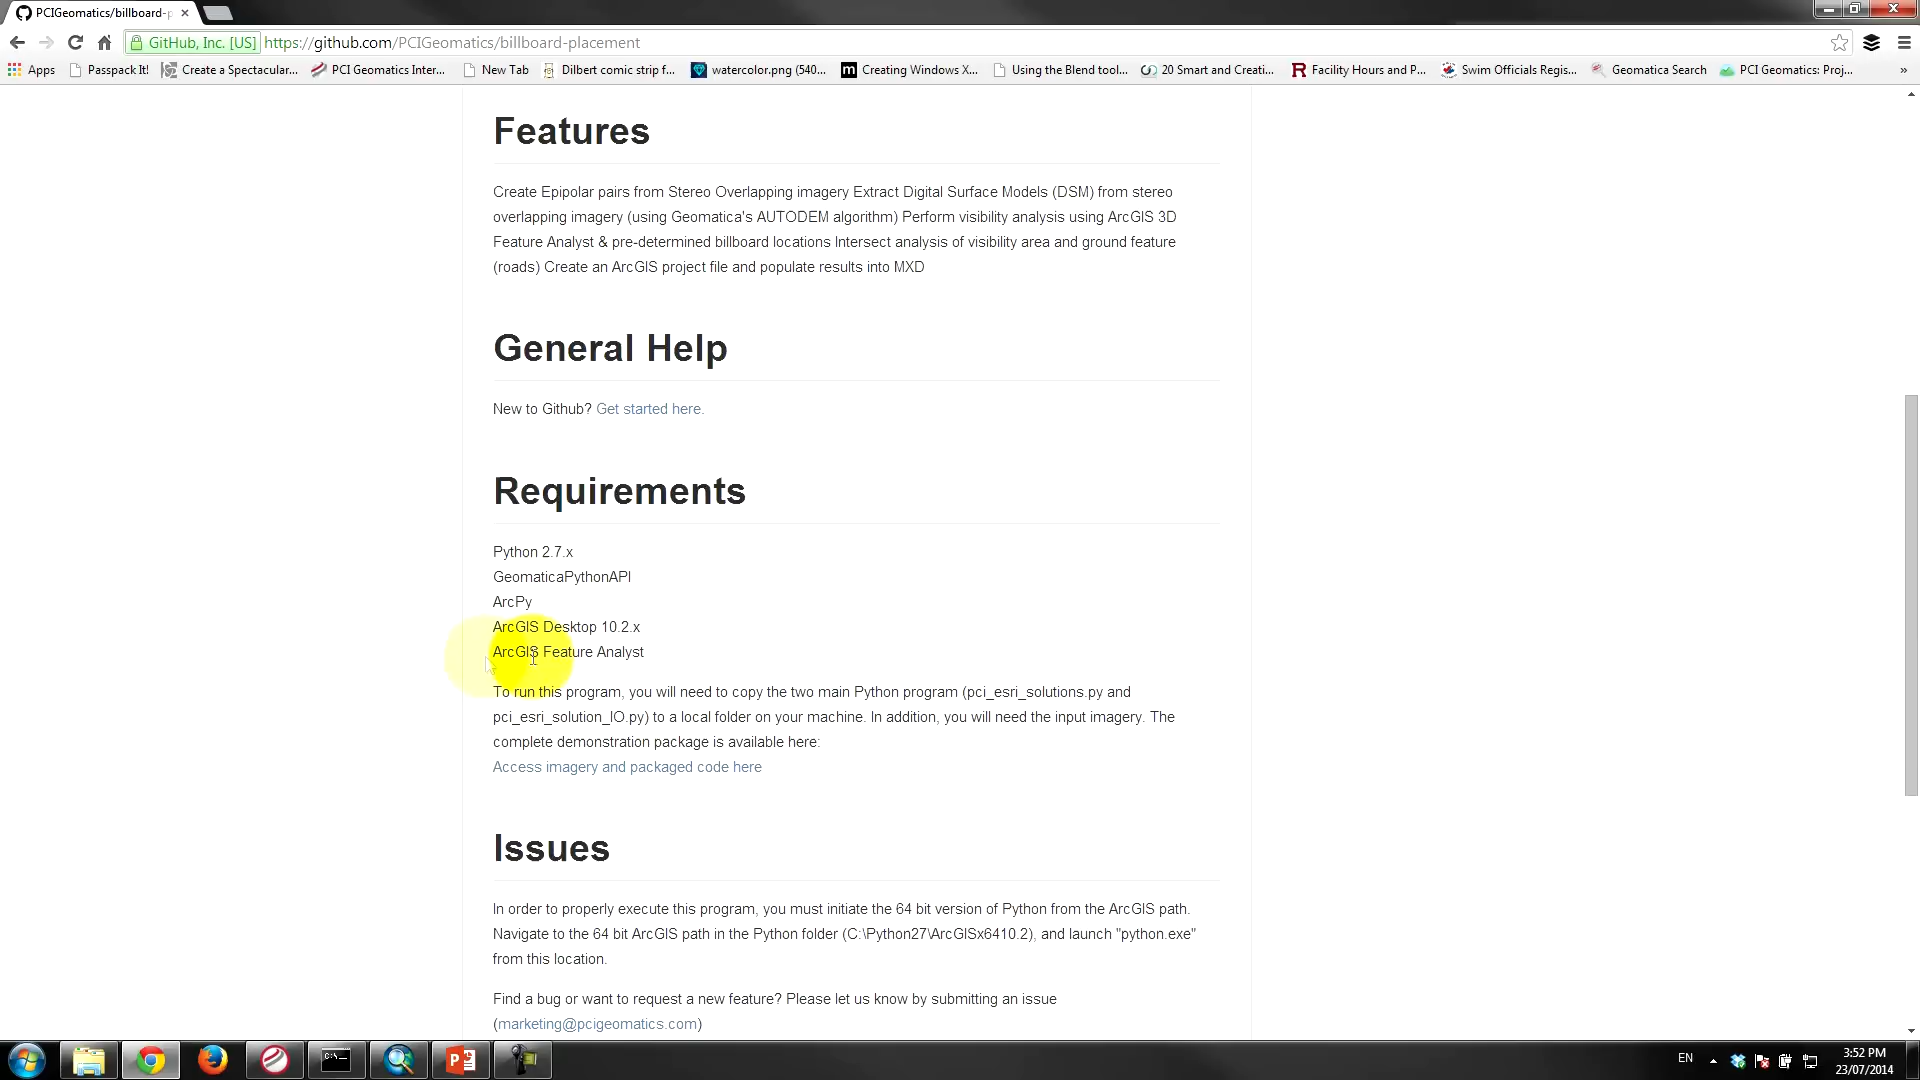 PCIGeomatics/billboard-p
GitHub, Inc. [US] https://github.com/PCIGeomatics/billboard-placement
Apps Passpack It! Create a Spectacular... PCI Geomatics Inter... New Tab Dilbert comic strip f... watercolor.png (540... Creating Windows X... Using the Blend tool... 20 Smart and Creati... Facility Hours and P... Swim Officials Regis... Geomatica Search PCI Geomatics: Proj... »
Features
Create Epipolar pairs from Stereo Overlapping imagery Extract Digital Surface Models (DSM) from stereo
overlapping imagery (using Geomatica's AUTODEM algorithm) Perform visibility analysis using ArcGIS 3D
Feature Analyst & pre-determined billboard locations Intersect analysis of visibility area and ground feature
(roads) Create an ArcGIS project file and populate results into MXD
General Help
New to Github? Get started here.
Requirements
Python 2.7.x
GeomaticaPythonAPI
ArcPy
ArcGIS Desktop 10.2.x
ArcGIS Feature Analyst
To run this program, you will need to copy the two main Python program (pci_esri_solutions.py and
pci_esri_solution_IO.py) to a local folder on your machine. In addition, you will need the input imagery. The
complete demonstration package is available here:
Access imagery and packaged code here
Issues
In order to properly execute this program, you must initiate the 64 bit version of Python from the ArcGIS path.
Navigate to the 64 bit ArcGIS path in the Python folder (C:\Python27\ArcGISx6410.2), and launch "python.exe"
from this location.
Find a bug or want to request a new feature? Please let us know by submitting an issue
(marketing@pcigeomatics.com)
EN
3:52 PM
23/07/2014